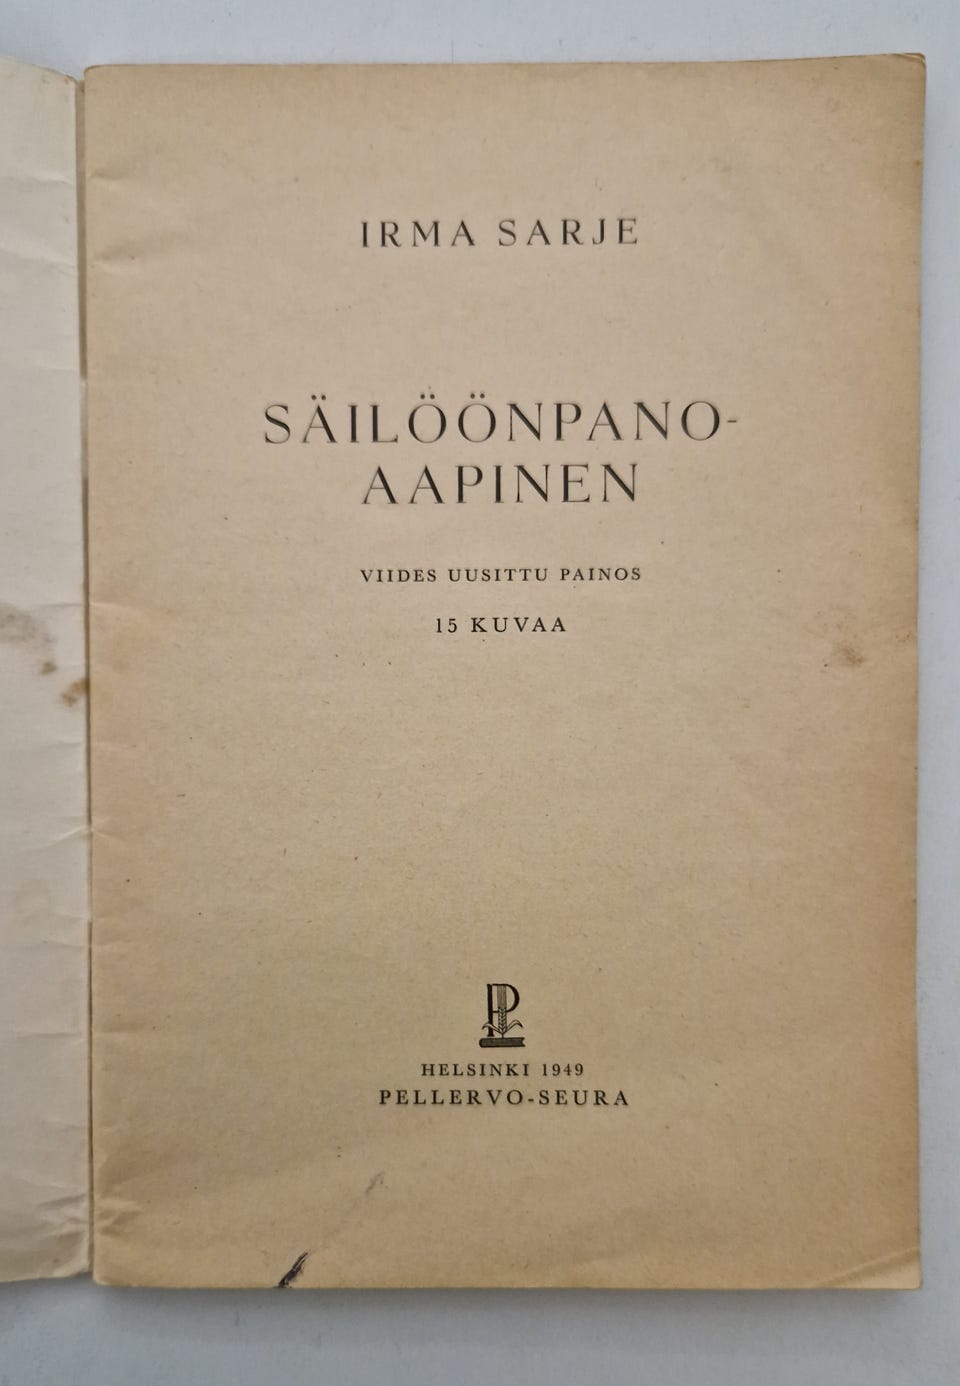 IRMA SARJE
SÄILÖÖNPANO-
AAPINEN
VIIDES UUSITTU PAINOS
15 KUVAA
HELSINKI 1949
PELLERVO-SEURA